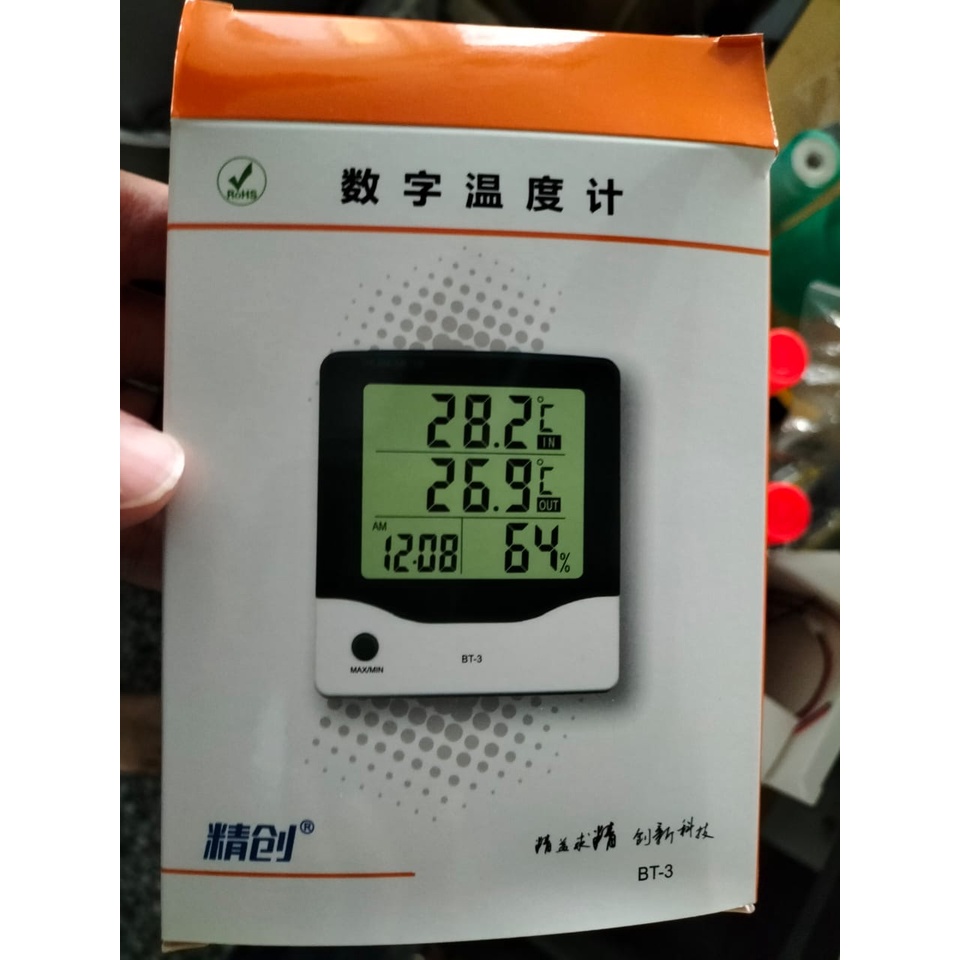 RoHS
数字温度计
28.2℃
IN
26.9℃
OUT
AM
12:08
64%
MAX/MIN
BT-3
精创®
精益求精 创新科技
BT-3